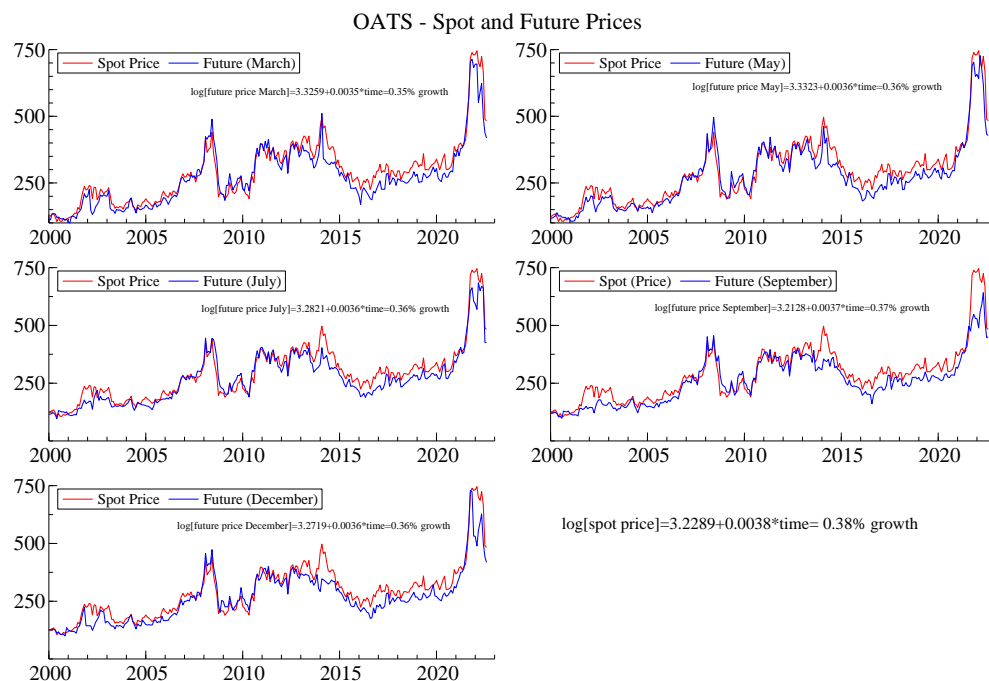 OATS - Spot and Future Prices
750
500
250
Spot Price
Future (March)
log[future price March]=3.3259+0.0035*time=0.35% growth
2000 2005 2010 2015 2020
750
500
250
Spot Price
Future (May)
log[future price May]=3.3323+0.0036*time=0.36% growth
2000 2005 2010 2015 2020
750
500
250
Spot Price
Future (July)
log[future price July]=3.2821+0.0036*time=0.36% growth
2000 2005 2010 2015 2020
750
500
250
Spot (Price)
Future (September)
log[future price September]=3.2128+0.0037*time=0.37% growth
2000 2005 2010 2015 2020
750
500
250
Spot Price
Future (December)
log[future price December]=3.2719+0.0036*time=0.36% growth
2000 2005 2010 2015 2020
log[spot price]=3.2289+0.0038*time= 0.38% growth